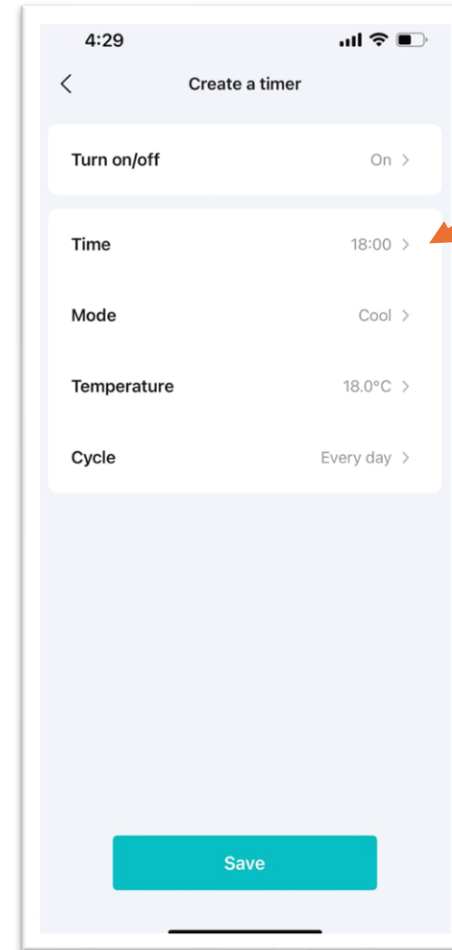 4:29
Create a timer
Turn on/off On
Time 18:00
Mode Cool
Temperature 18.0°C
Cycle Every day
Save